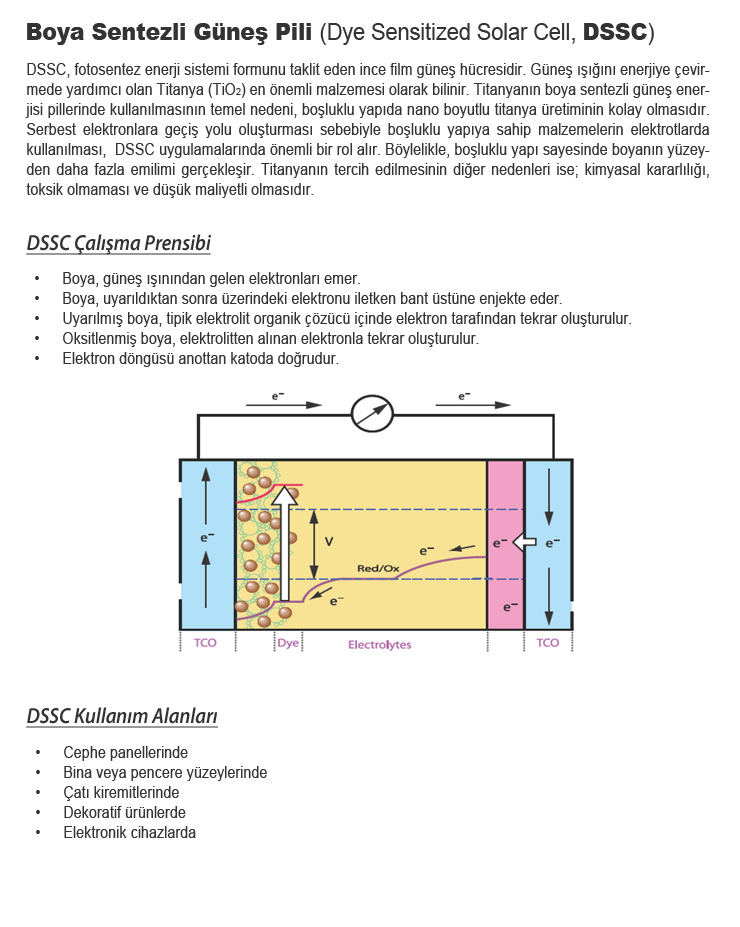 Boya Sentezli Güneş Pili (Dye Sensitized Solar Cell, DSSC)
DSSC, fotosentez enerji sistemi formunu taklit eden ince film güneş hücresidir. Güneş ışığını enerjiye çevir-
mede yardımcı olan Titanya (TiO₂) en önemli malzemesi olarak bilinir. Titanyanın boya sentezli güneş ener-
jisi pillerinde kullanılmasının temel nedeni, boşluklu yapıda nano boyutlu titanya üretiminin kolay olmasıdır.
Serbest elektronlara geçiş yolu oluşturması sebebiyle boşluklu yapıya sahip malzemelerin elektrotlarda
kullanılması, DSSC uygulamalarında önemli bir rol alır. Böylelikle, boşluklu yapı sayesinde boyanın yüzey-
den daha fazla emilimi gerçekleşir. Titanyanın tercih edilmesinin diğer nedenleri ise; kimyasal kararlılığı,
toksik olmaması ve düşük maliyetli olmasıdır.
DSSC Çalışma Prensibi
• Boya, güneş ışınından gelen elektronları emer.
• Boya, uyarıldıktan sonra üzerindeki elektronu iletken bant üstüne enjekte eder.
• Uyarılmış boya, tipik elektrolit organik çözücü içinde elektron tarafından tekrar oluşturulur.
• Oksitlenmiş boya, elektrolitten alınan elektronla tekrar oluşturulur.
• Elektron döngüsü anottan katoda doğrudur.
e⁻ e⁻
e⁻ V e⁻ e⁻ e⁻
Red/Ox
e⁻ e⁻
TCO Dye Electrolytes TCO
DSSC Kullanım Alanları
• Cephe panellerinde
• Bina veya pencere yüzeylerinde
• Çatı kiremitlerinde
• Dekoratif ürünlerde
• Elektronik cihazlarda